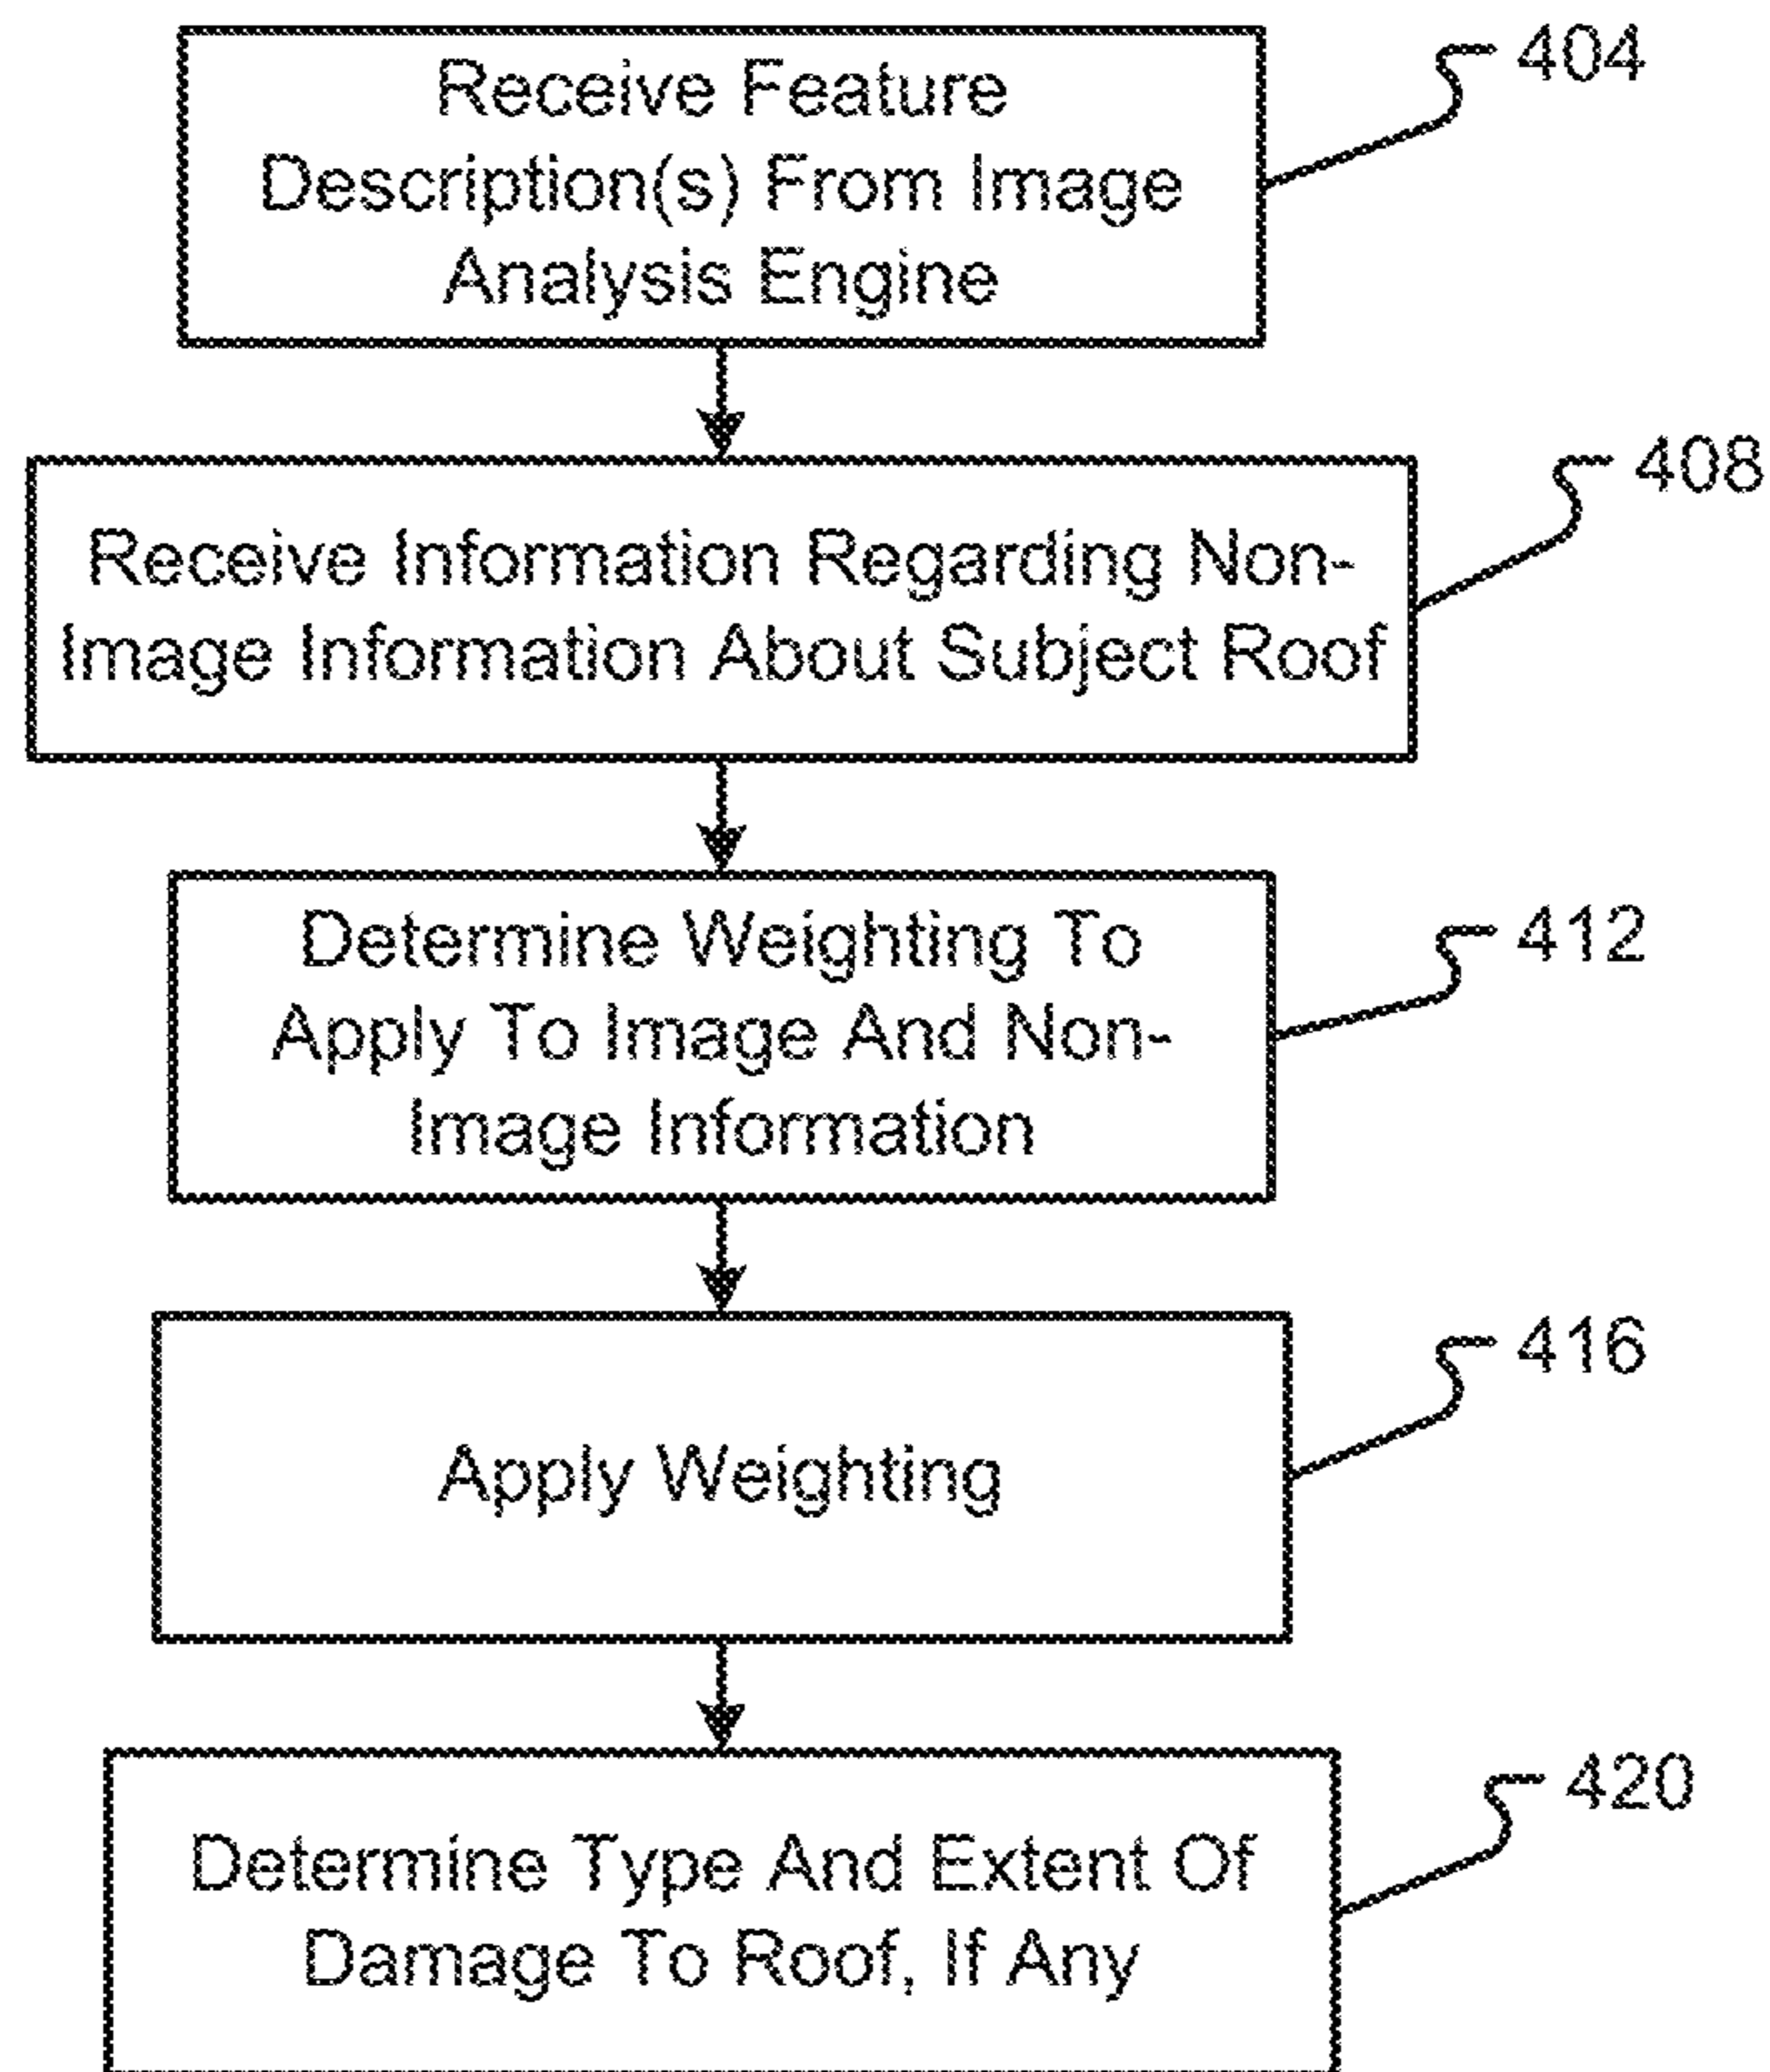 Receive Feature
Description(s) From Image
Analysis Engine
404
Receive Information Regarding Non-
Image Information About Subject Roof
408
Determine Weighting To
Apply To Image And Non-
Image Information
412
Apply Weighting
416
Determine Type And Extent Of
Damage To Roof, If Any
420